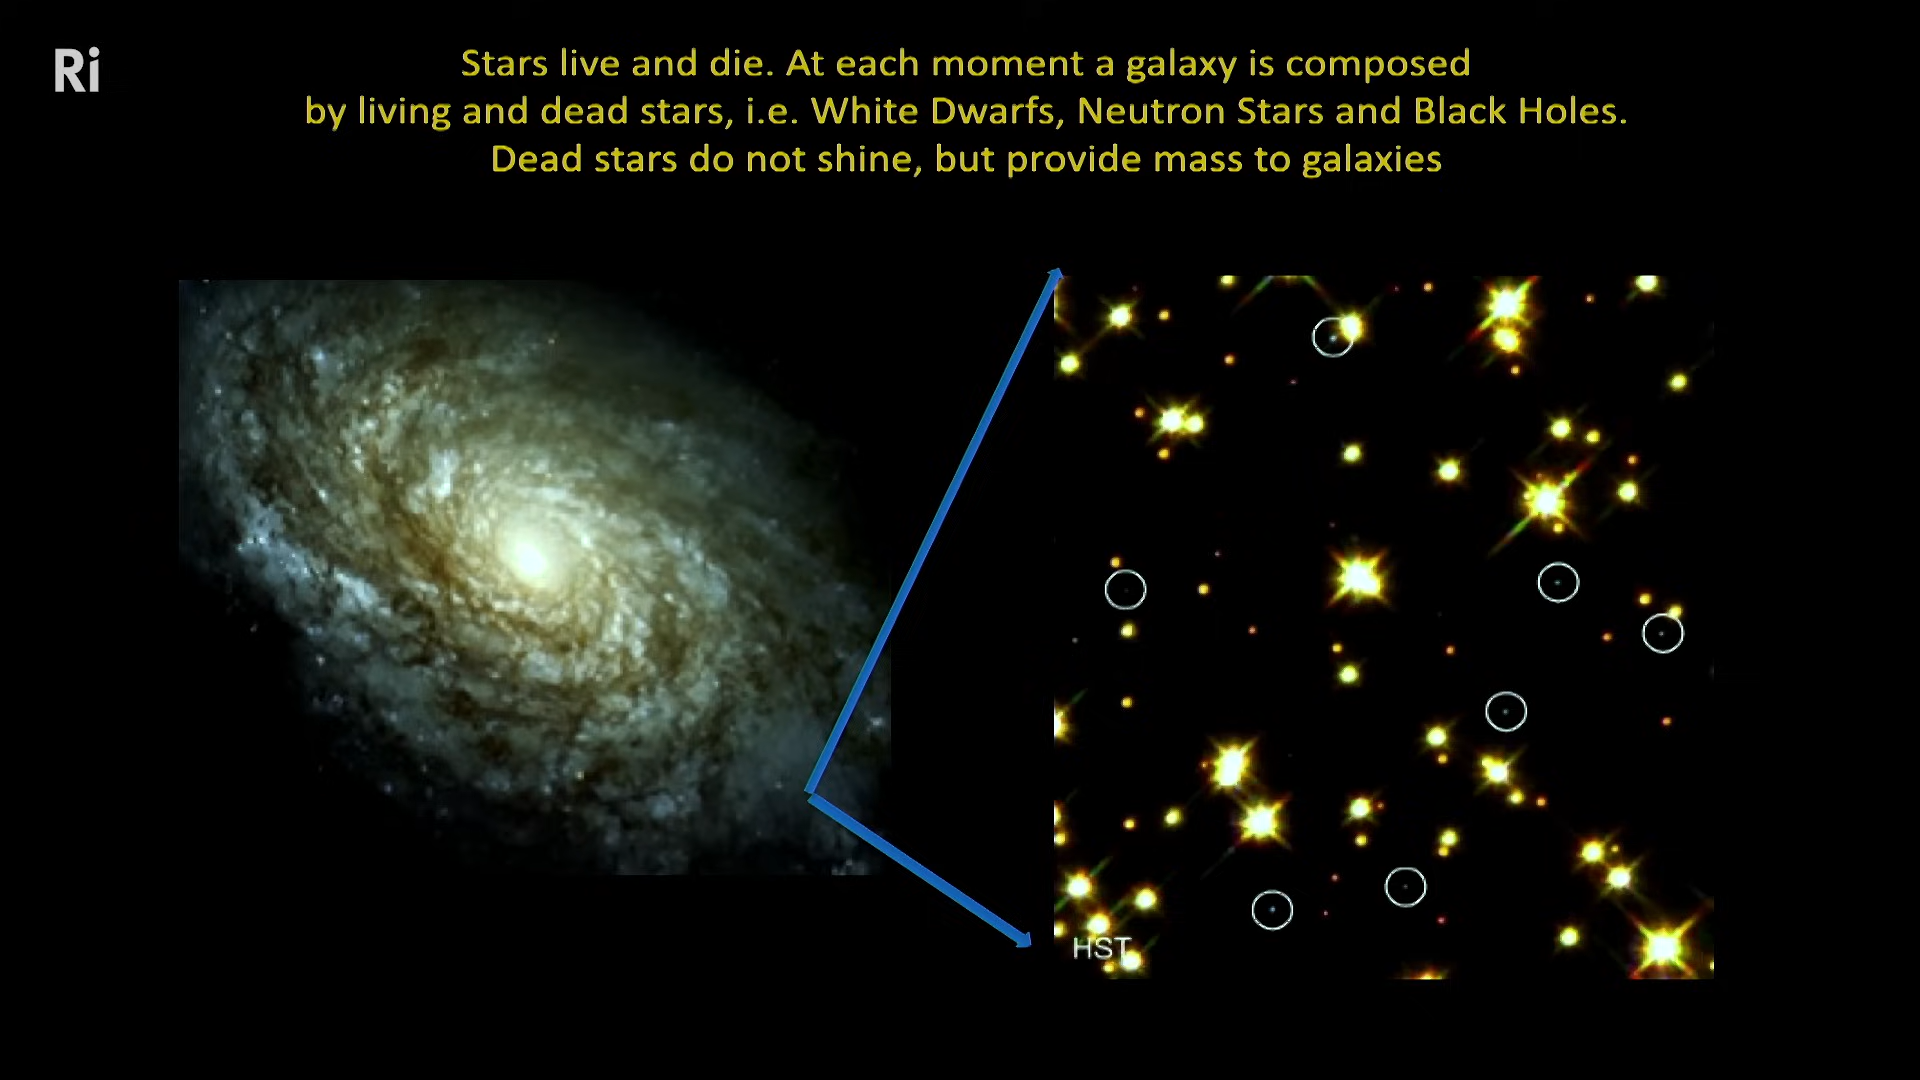 Ri
Stars live and die. At each moment a galaxy is composed
by living and dead stars, i.e. White Dwarfs, Neutron Stars and Black Holes.
Dead stars do not shine, but provide mass to galaxies
HST